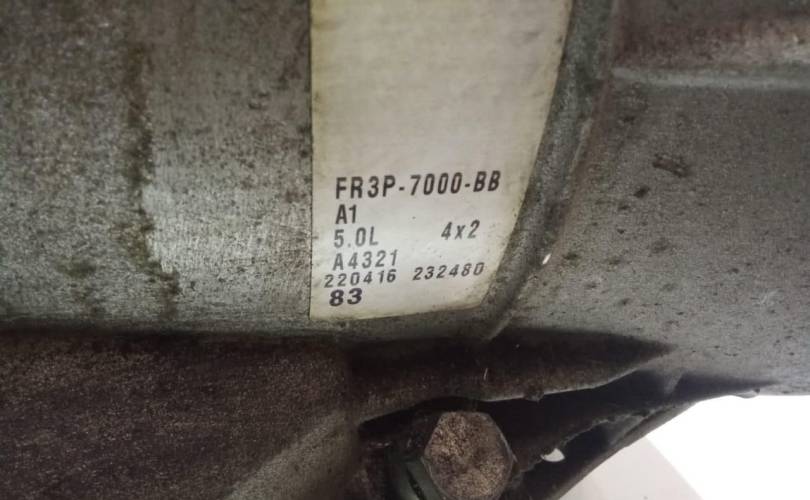 FR3P-7000-BB
A1
5.0L 4x2
A4321
220416 232480
83